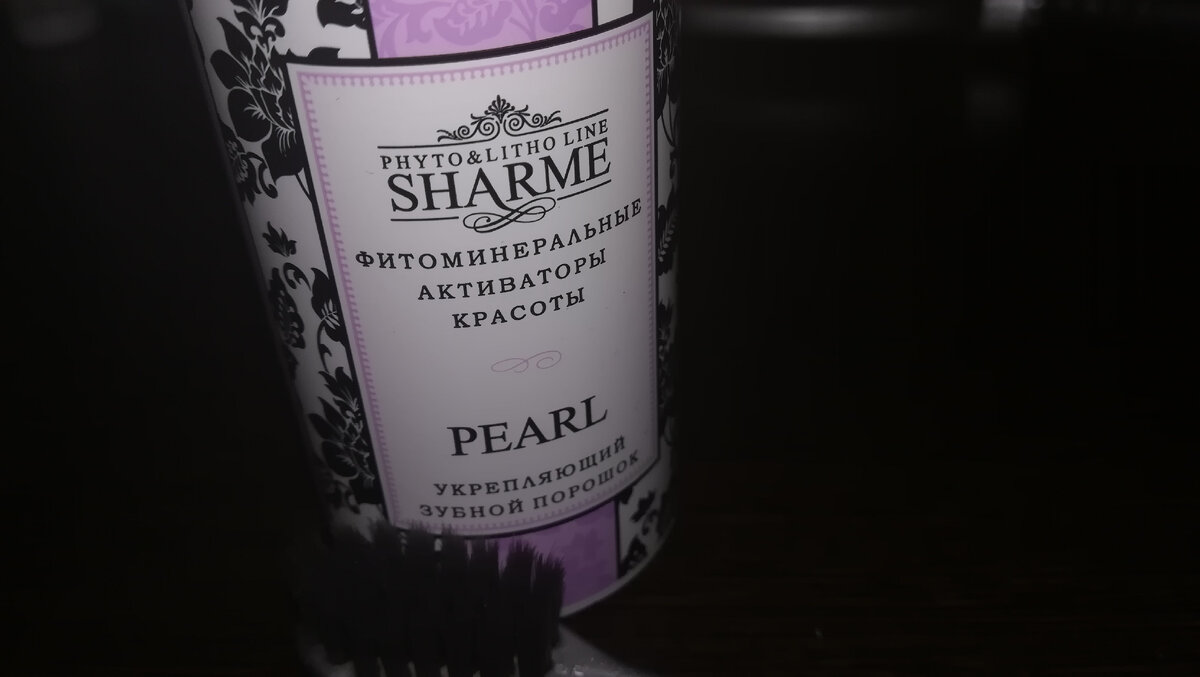 PHYTO&LITHO LINE
SHARME
ФИТОМИНЕРАЛЬНЫЕ
АКТИВАТОРЫ
КРАСОТЫ
PEARL
УКРЕПЛЯЮЩИЙ
ЗУБНОЙ ПОРОШОК